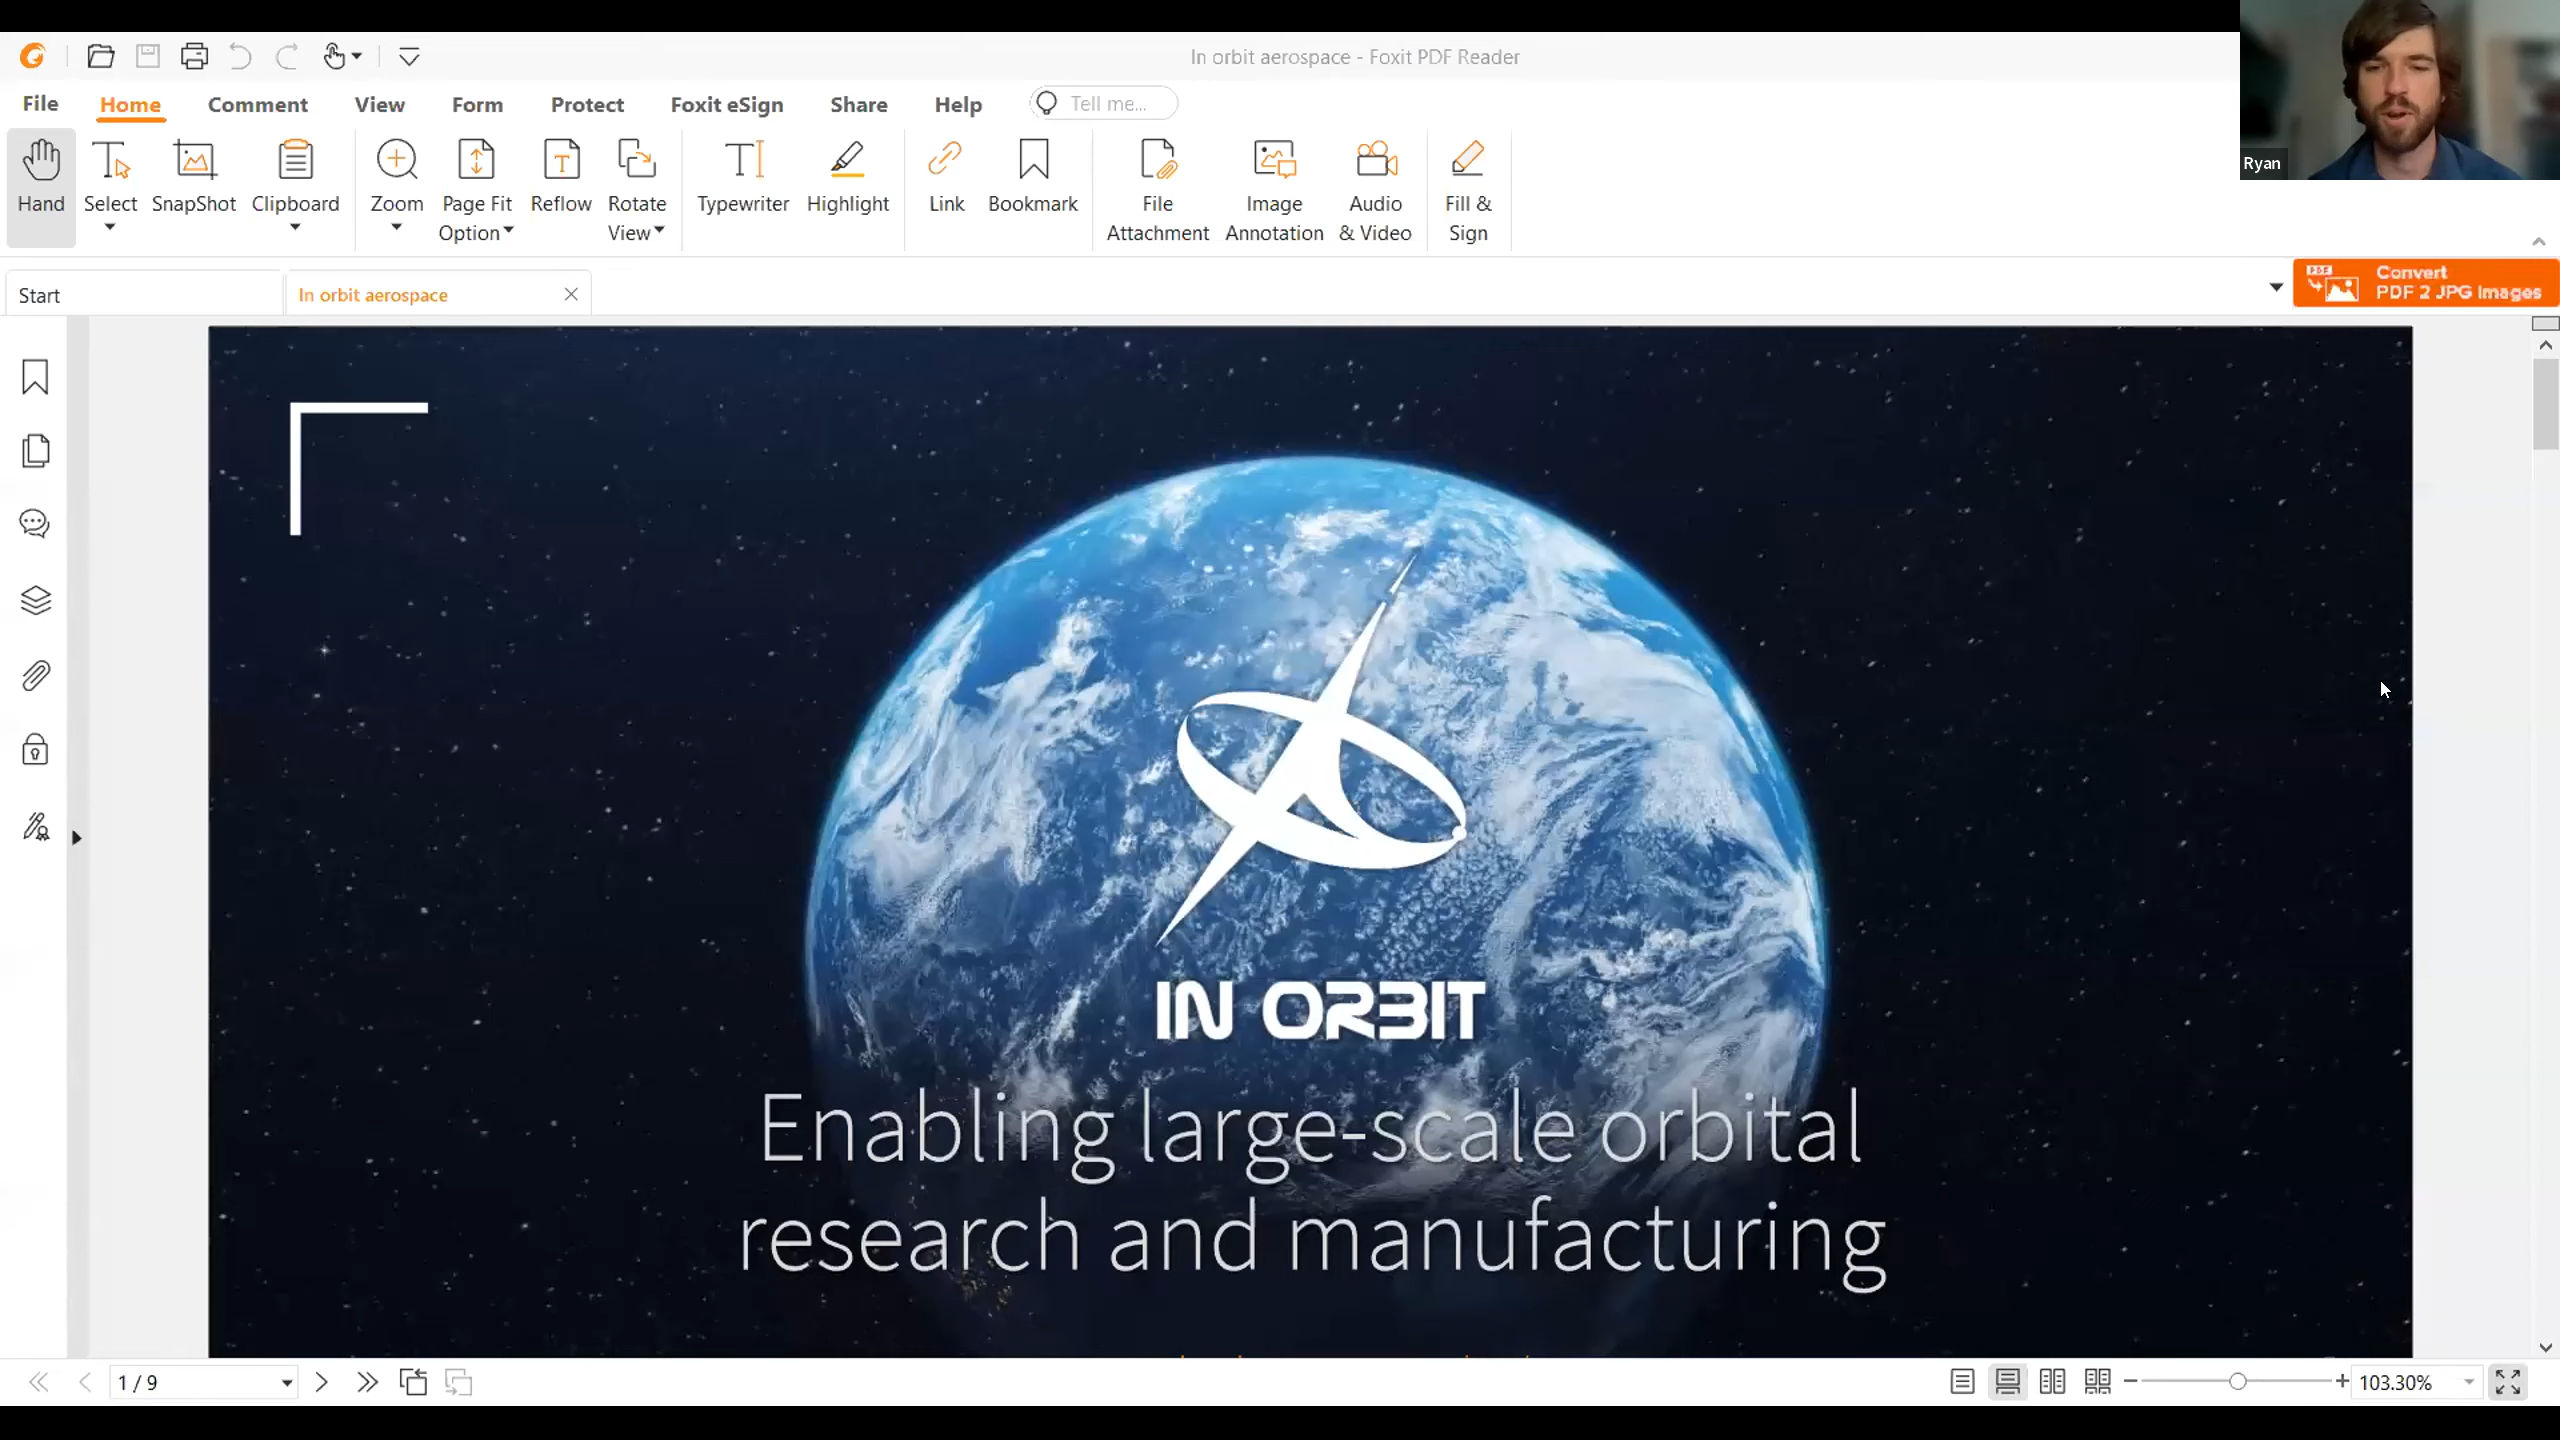 In orbit aerospace - Foxit PDF Reader
File Home Comment View Form Protect Foxit eSign Share Help Tell me...
Ryan
Hand Select SnapShot Clipboard Zoom Page Fit Option Reflow Rotate View Typewriter Highlight Link Bookmark File Attachment Image Annotation Audio & Video Fill & Sign
Start In orbit aerospace
PDF Convert
PDF 2 JPG Images
IN ORBIT
Enabling large-scale orbital
research and manufacturing
1 / 9 103.30%